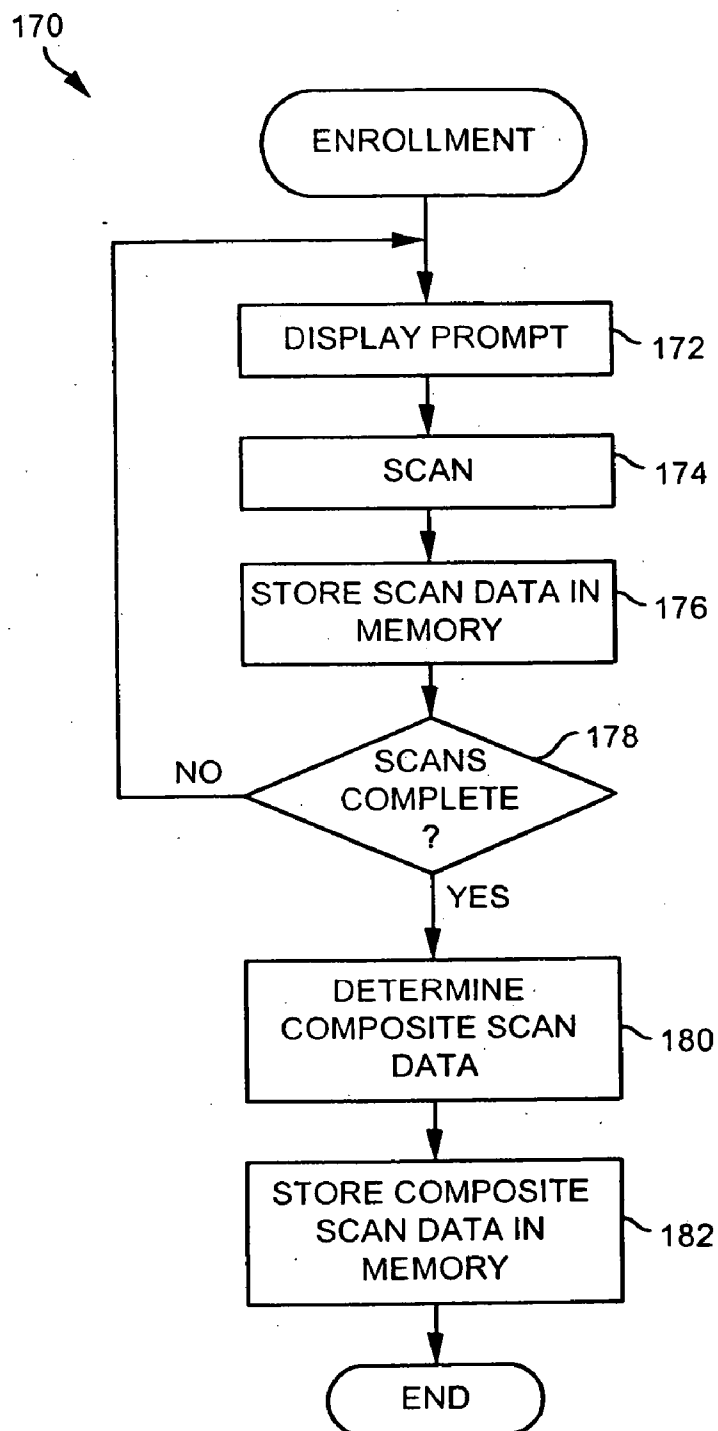 170
ENROLLMENT
DISPLAY PROMPT
172
SCAN
174
STORE SCAN DATA IN
MEMORY
176
178
SCANS
COMPLETE
?
NO
YES
DETERMINE
COMPOSITE SCAN
DATA
180
STORE COMPOSITE
SCAN DATA IN
MEMORY
182
END